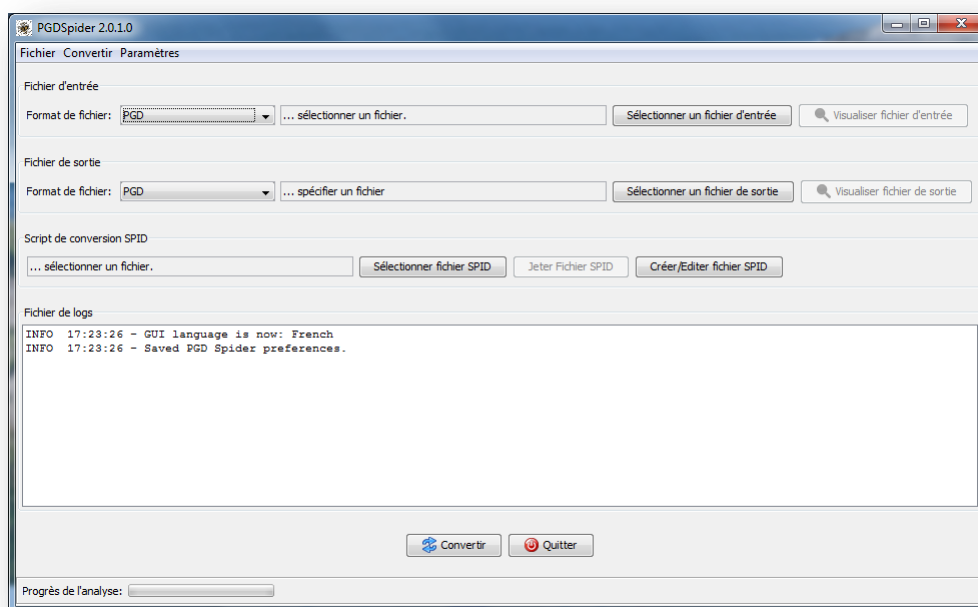 PGDSpider 2.0.1.0
Fichier Convertir Paramètres
Fichier d'entrée
Format de fichier: PGD ... sélectionner un fichier. Sélectionner un fichier d'entrée Visualiser fichier d'entrée
Fichier de sortie
Format de fichier: PGD ... spécifier un fichier Sélectionner un fichier de sortie Visualiser fichier de sortie
Script de conversion SPID
... sélectionner un fichier. Sélectionner fichier SPID Jeter Fichier SPID Créer/Editer fichier SPID
Fichier de logs
INFO 17:23:26 - GUI language is now: French
INFO 17:23:26 - Saved PGD Spider preferences.
Convertir Quitter
Progrès de l'analyse: